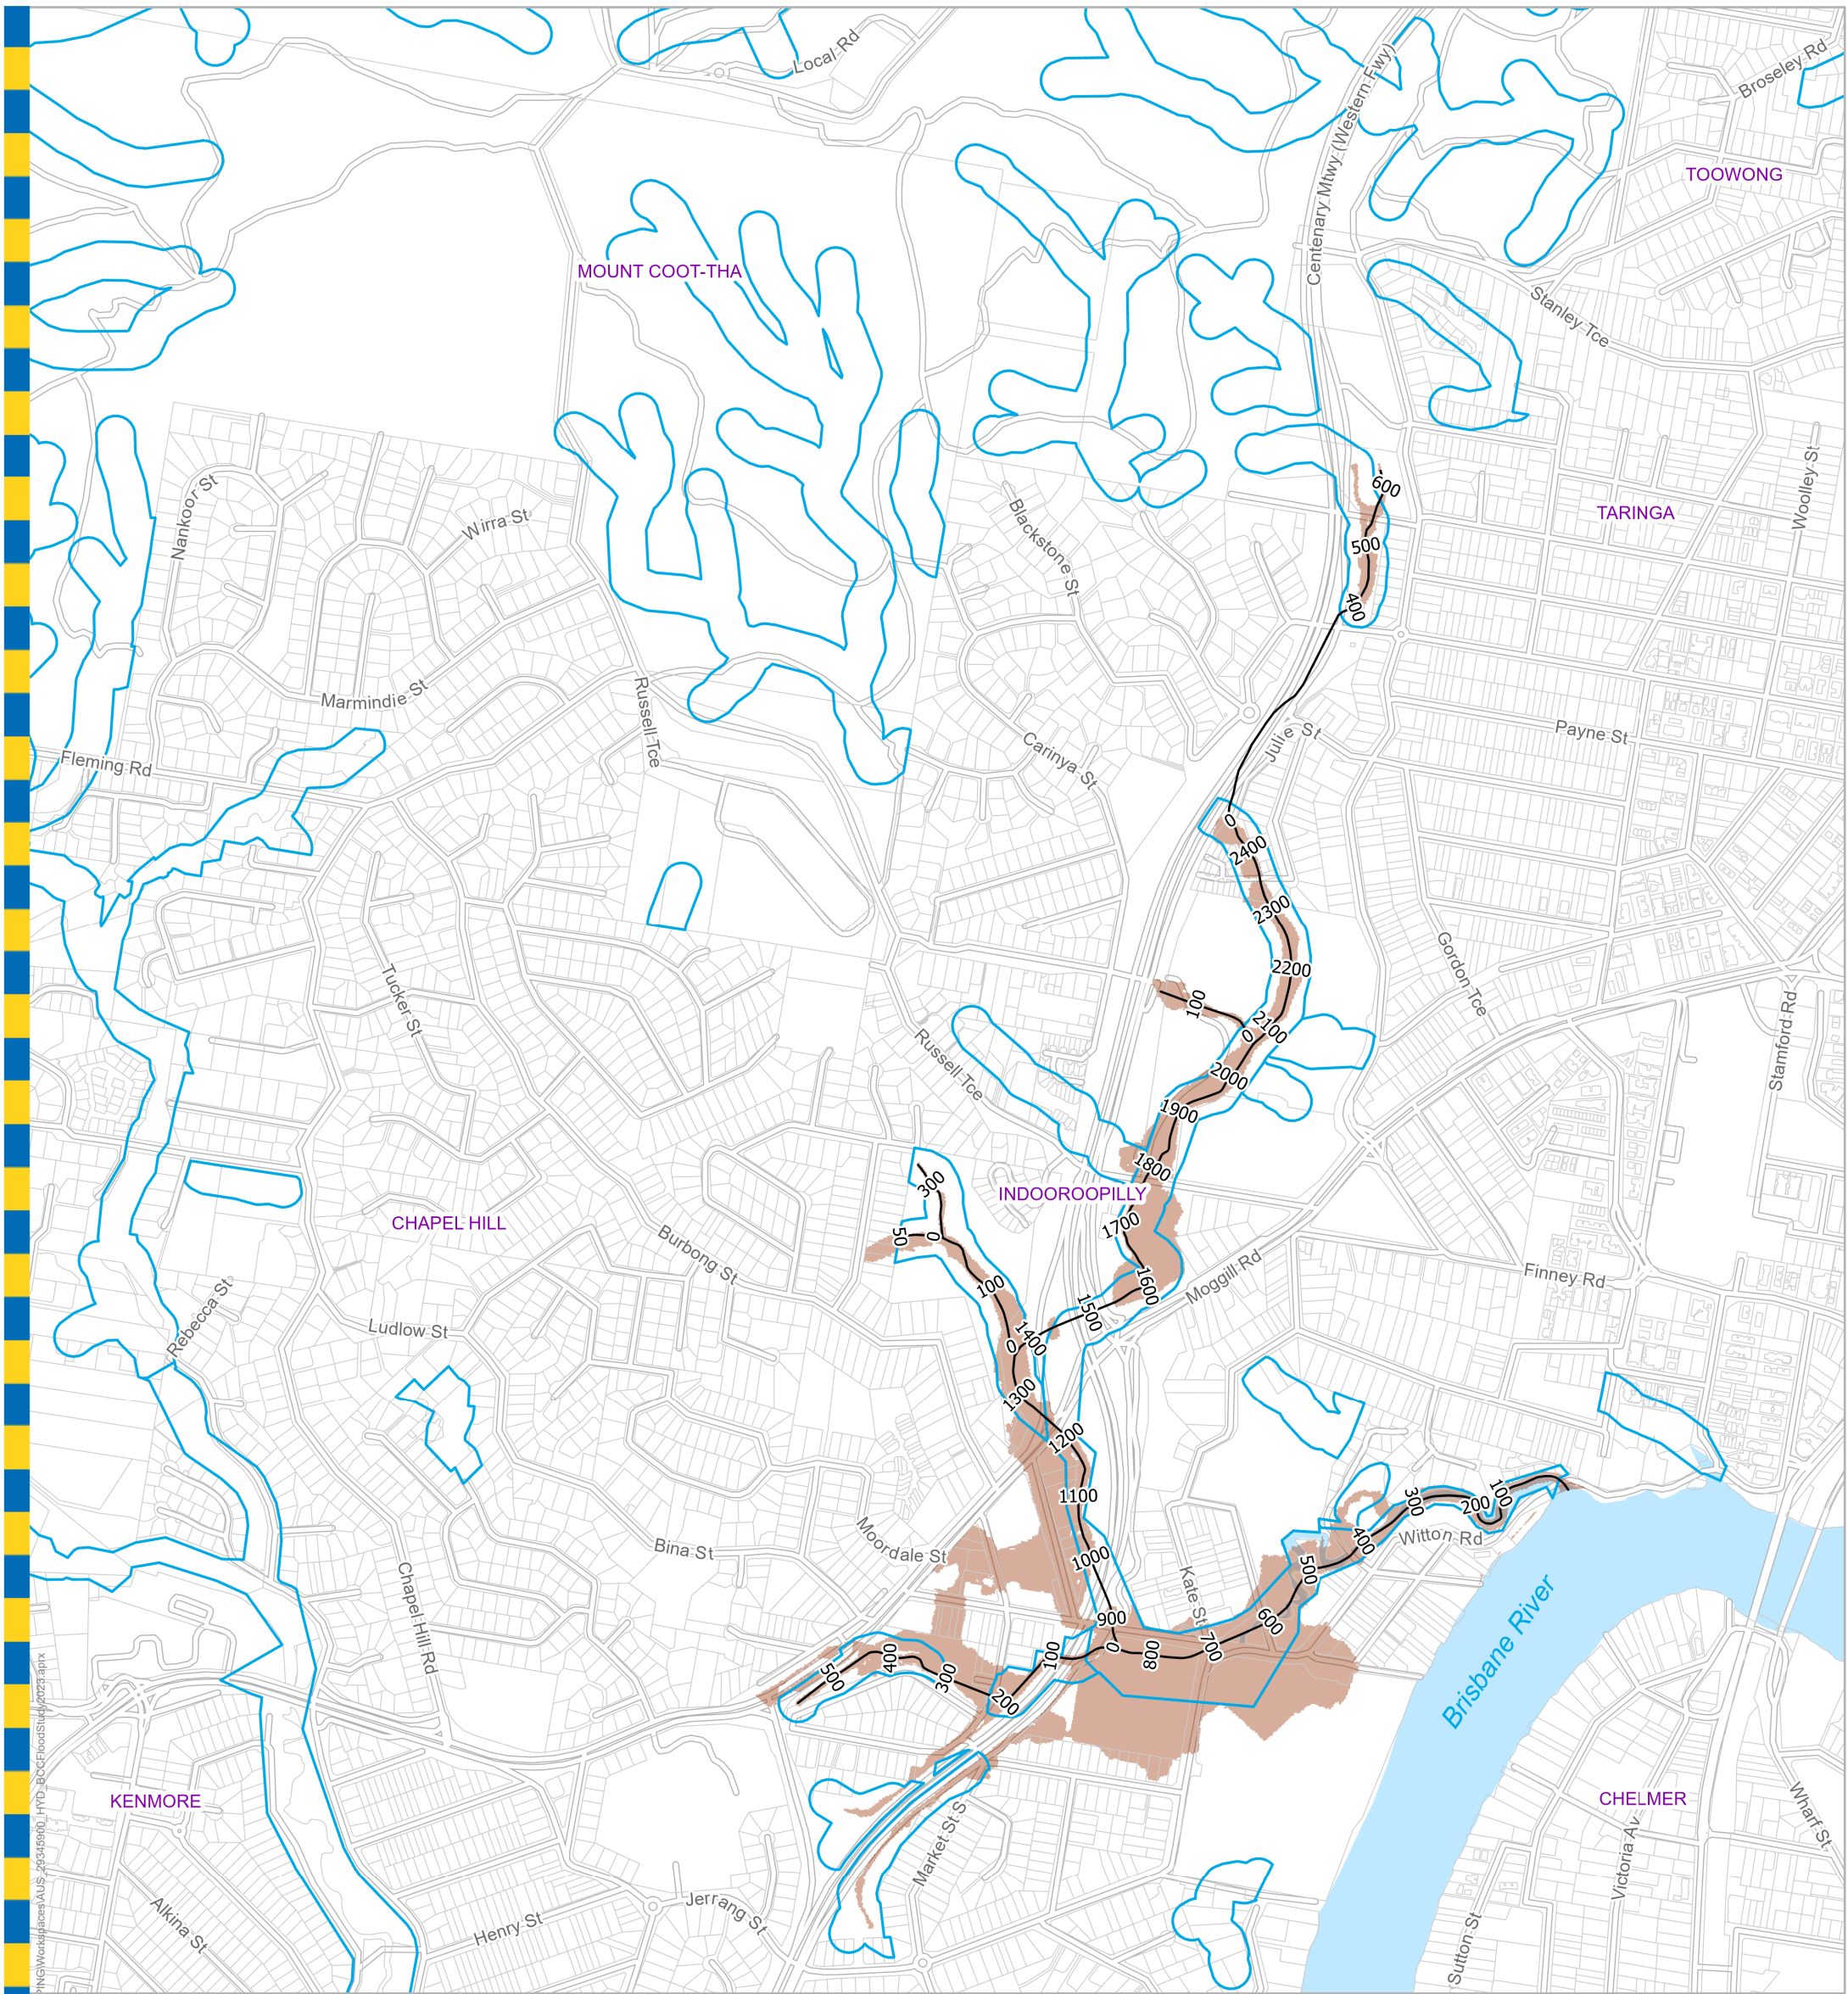 Local Rd
Broseley Rd
Centenary Mtwy (Western Fwy)
TOOWONG
MOUNT COOT-THA
Stanley Tce
Nankoor St
Wirra St
Blackstone St
Woolley St
TARINGA
600
500
400
Marmindie St
Russell Tce
Carinya St
Julie St
Payne St
Fleming Rd
0
2400
2300
Gordon Tce
2200
Tucker St
100
2100
0
Stamford Rd
Russell Tce
2000
1900
1800
300
INDOOROOPILLY
CHAPEL HILL
1700
50
0
Burbong St
Moggill Rd
Finney Rd
100
1600
1500
Rebecca St
Ludlow St
1400
0
1300
1200
1100
300
100
200
400
Witton Rd
Bina St
Moordale St
1000
500
Chapel Hill Rd
Kate St
900
600
Brisbane River
0
100
800
700
400
500
300
200
KENMORE
CHELMER
Market St S
Wharf St
Victoria Av
Alkina St
Henry St
Jerrang St
Sutton St
PINGWorkspaces\AUS_29345900_HYD_BCCFloodStudy2023.aprx